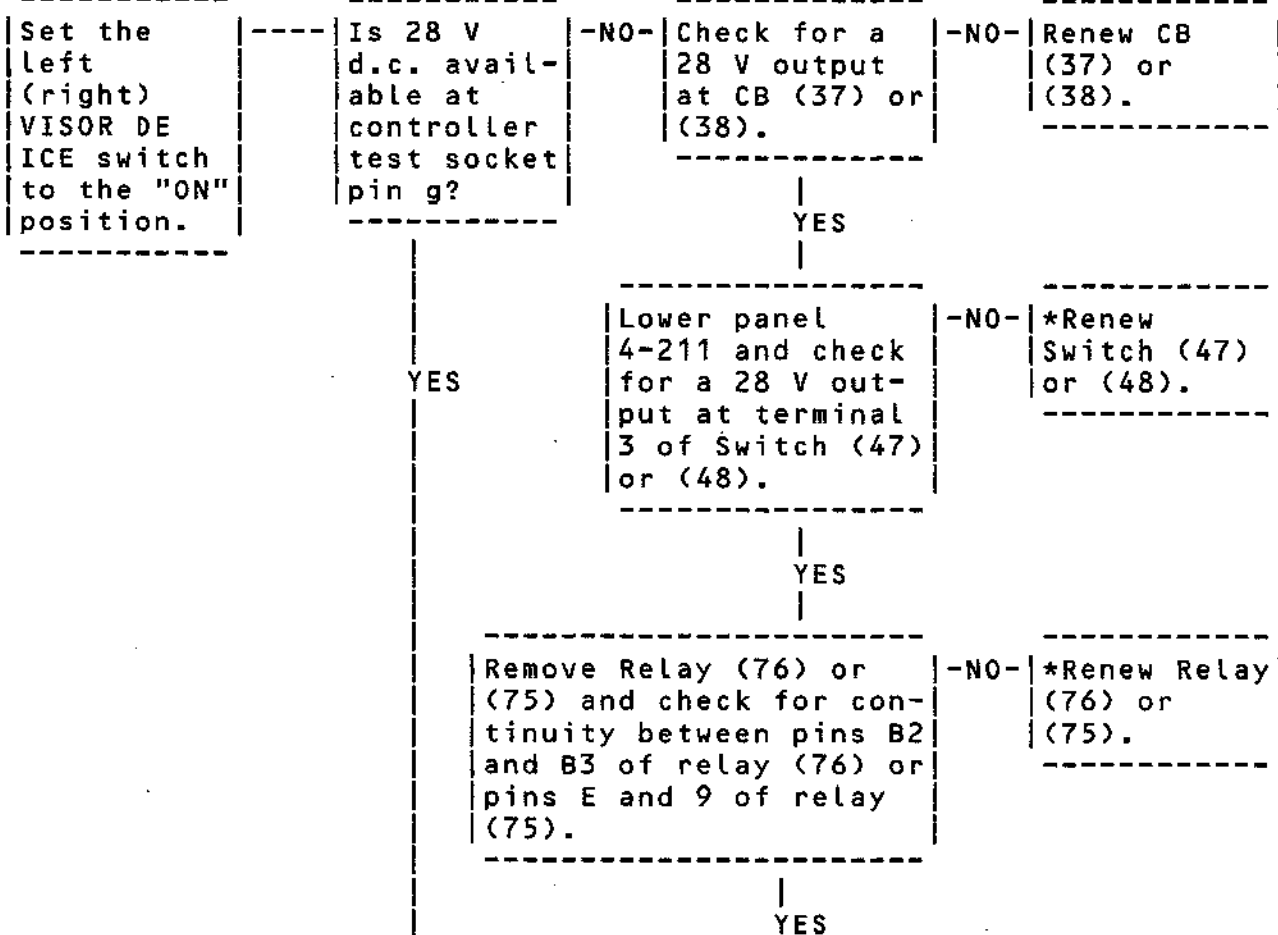 Set the
left
(right)
VISOR DE
ICE switch
to the "ON"
position.
Is 28 V
d.c. avail-
able at
controller
test socket
pin g?
-NO-
Check for a
28 V output
at CB (37) or
(38).
-NO-
Renew CB
(37) or
(38).
YES
YES
Lower panel
4-211 and check
for a 28 V out-
put at terminal
3 of Switch (47)
or (48).
-NO-
*Renew
Switch (47)
or (48).
YES
Remove Relay (76) or
(75) and check for con-
tinuity between pins B2
and B3 of relay (76) or
pins E and 9 of relay
(75).
-NO-
*Renew Relay
(76) or
(75).
YES